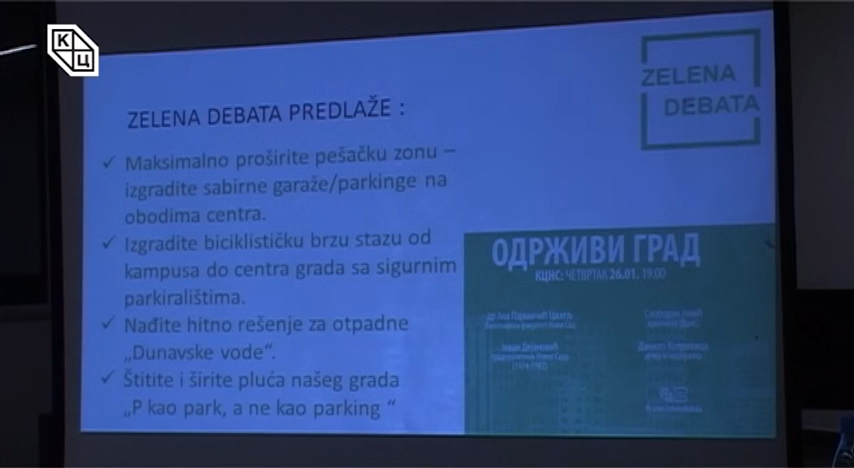 К
Ц
ZELENA
DEBATA
ZELENA DEBATA PREDLAŽE :
✓ Maksimalno proširite pešačku zonu –
izgradite sabirne garaže/parkinge na
obodima centra.
✓ Izgradite biciklističku brzu stazu od
kampusa do centra grada sa sigurnim
parkiralištima.
✓ Nađite hitno rešenje za otpadne
„Dunavske vode“.
✓ Štitite i širite pluća našeg grada
„P kao park, a ne kao parking “
ОДРЖИВИ ГРАД
КЦНС: ЧЕТВРТАК 26.01. 19:00
др Ана